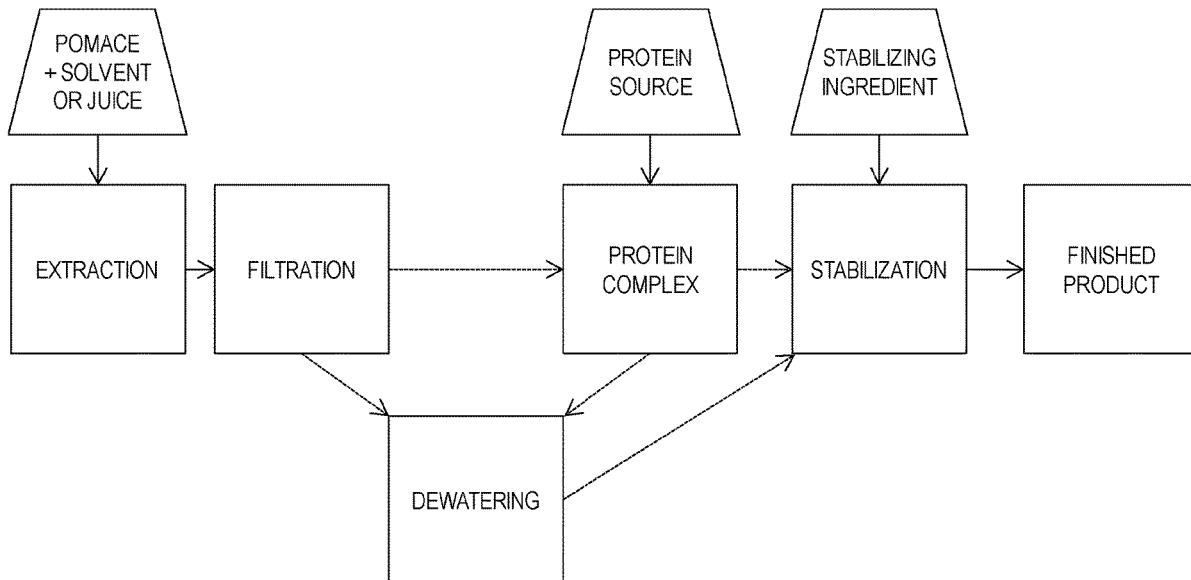 POMACE
+ SOLVENT
OR JUICE
PROTEIN
SOURCE
STABILIZING
INGREDIENT
EXTRACTION
FILTRATION
PROTEIN
COMPLEX
STABILIZATION
FINISHED
PRODUCT
DEWATERING